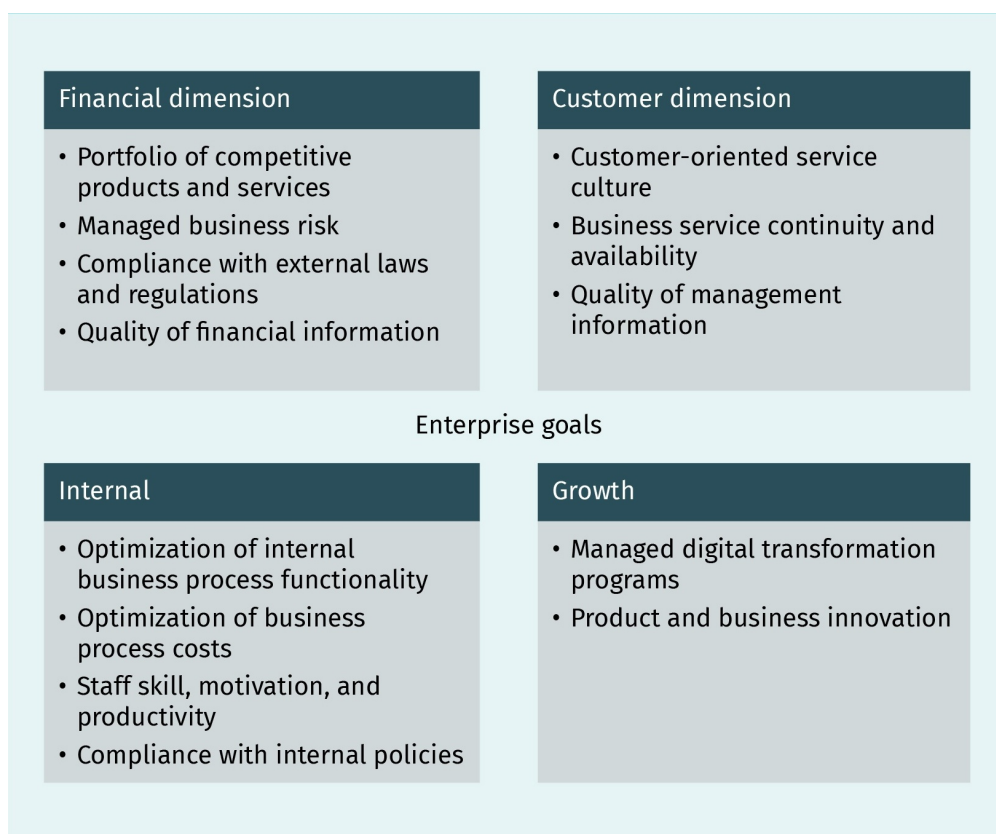 Financial dimension
• Portfolio of competitive
products and services
• Managed business risk
• Compliance with external laws
and regulations
• Quality of financial information
Customer dimension
• Customer-oriented service
culture
• Business service continuity and
availability
• Quality of management
information
Enterprise goals
Internal
• Optimization of internal
business process functionality
• Optimization of business
process costs
• Staff skill, motivation, and
productivity
• Compliance with internal policies
Growth
• Managed digital transformation
programs
• Product and business innovation